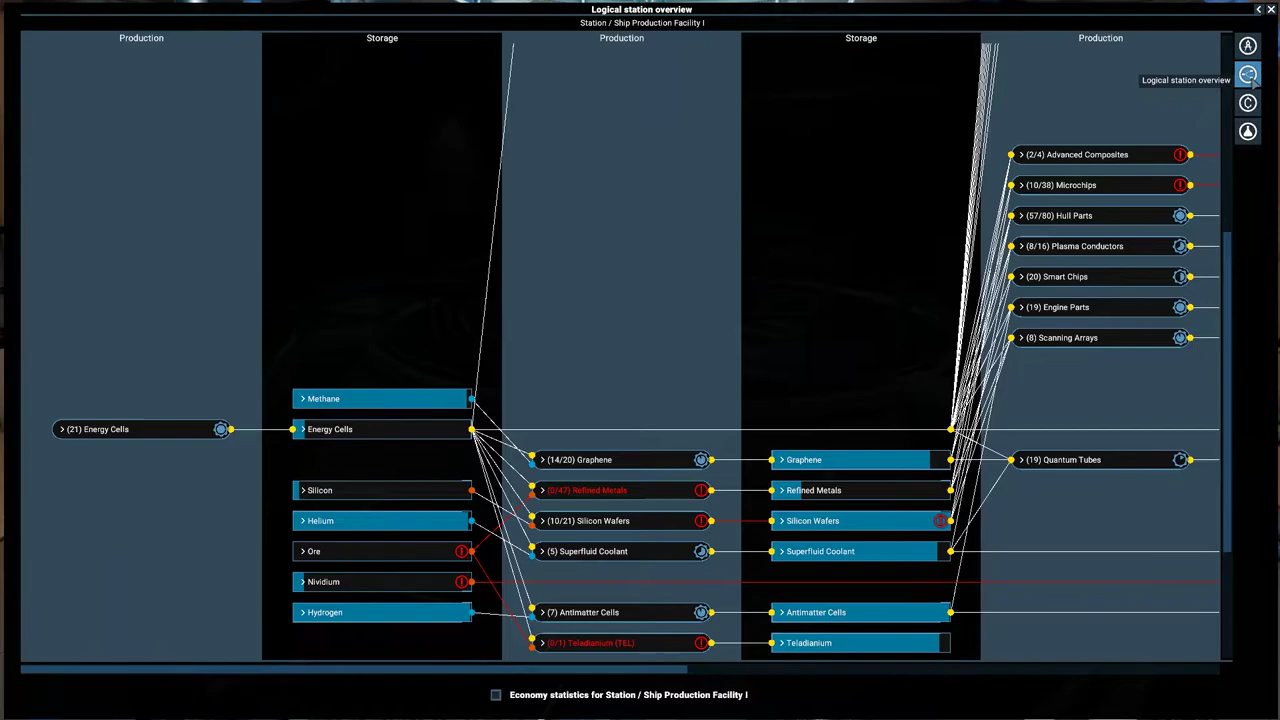 Logical station overview
Station / Ship Production Facility I
Production
Storage
Production
Storage
Production
A
Logical station overview
C
(2/4) Advanced Composites
(10/38) Microchips
(57/80) Hull Parts
(8/16) Plasma Conductors
(20) Smart Chips
(19) Engine Parts
(8) Scanning Arrays
Methane
(21) Energy Cells
Energy Cells
(14/20) Graphene
Graphene
(19) Quantum Tubes
Silicon
(0/47) Refined Metals
Refined Metals
Helium
(10/21) Silicon Wafers
Silicon Wafers
Ore
(5) Superfluid Coolant
Superfluid Coolant
Nividium
Hydrogen
(7) Antimatter Cells
Antimatter Cells
(0/1) Teladianium (TEL)
Teladianium
Economy statistics for Station / Ship Production Facility I